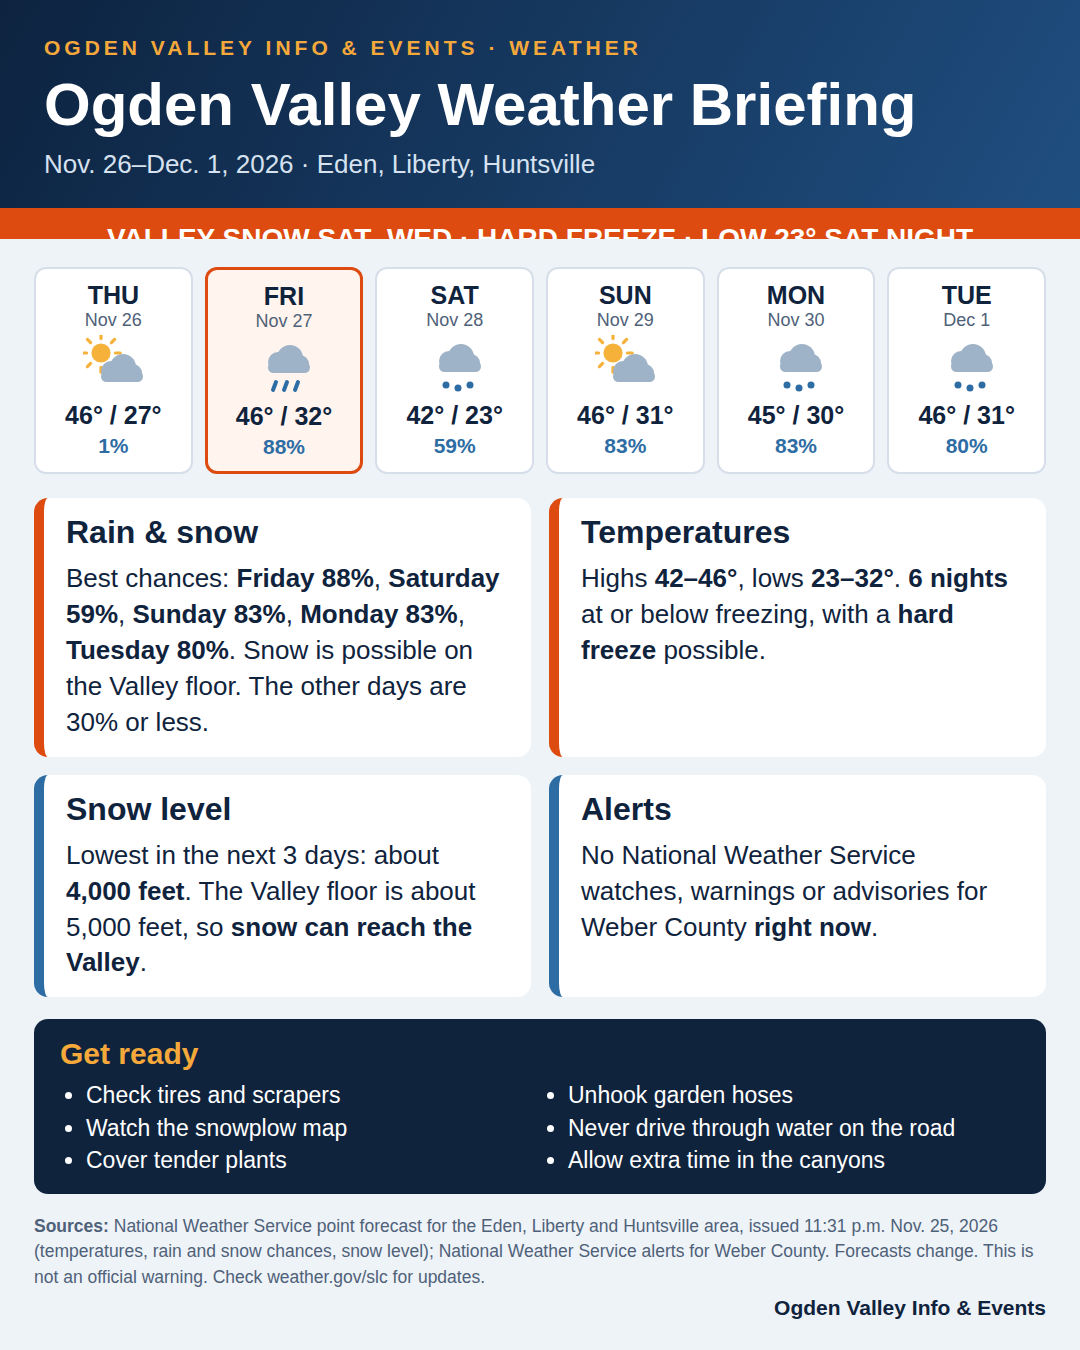 OGDEN VALLEY INFO & EVENTS · WEATHER
Ogden Valley Weather Briefing
Nov. 26–Dec. 1, 2026 · Eden, Liberty, Huntsville
VALLEY SNOW SAT, WED · HARD FREEZE · LOW 23° SAT NIGHT
THU
Nov 26
46° / 27°
1%
FRI
Nov 27
46° / 32°
88%
SAT
Nov 28
42° / 23°
59%
SUN
Nov 29
46° / 31°
83%
MON
Nov 30
45° / 30°
83%
TUE
Dec 1
46° / 31°
80%
Rain & snow
Best chances: Friday 88%, Saturday
59%, Sunday 83%, Monday 83%,
Tuesday 80%. Snow is possible on
the Valley floor. The other days are
30% or less.
Temperatures
Highs 42–46°, lows 23–32°. 6 nights
at or below freezing, with a hard
freeze possible.
Snow level
Lowest in the next 3 days: about
4,000 feet. The Valley floor is about
5,000 feet, so snow can reach the
Valley.
Alerts
No National Weather Service
watches, warnings or advisories for
Weber County right now.
Get ready
• Check tires and scrapers
• Watch the snowplow map
• Cover tender plants
• Unhook garden hoses
• Never drive through water on the road
• Allow extra time in the canyons
Sources: National Weather Service point forecast for the Eden, Liberty and Huntsville area, issued 11:31 p.m. Nov. 25, 2026
(temperatures, rain and snow chances, snow level); National Weather Service alerts for Weber County. Forecasts change. This is
not an official warning. Check weather.gov/slc for updates.
Ogden Valley Info & Events